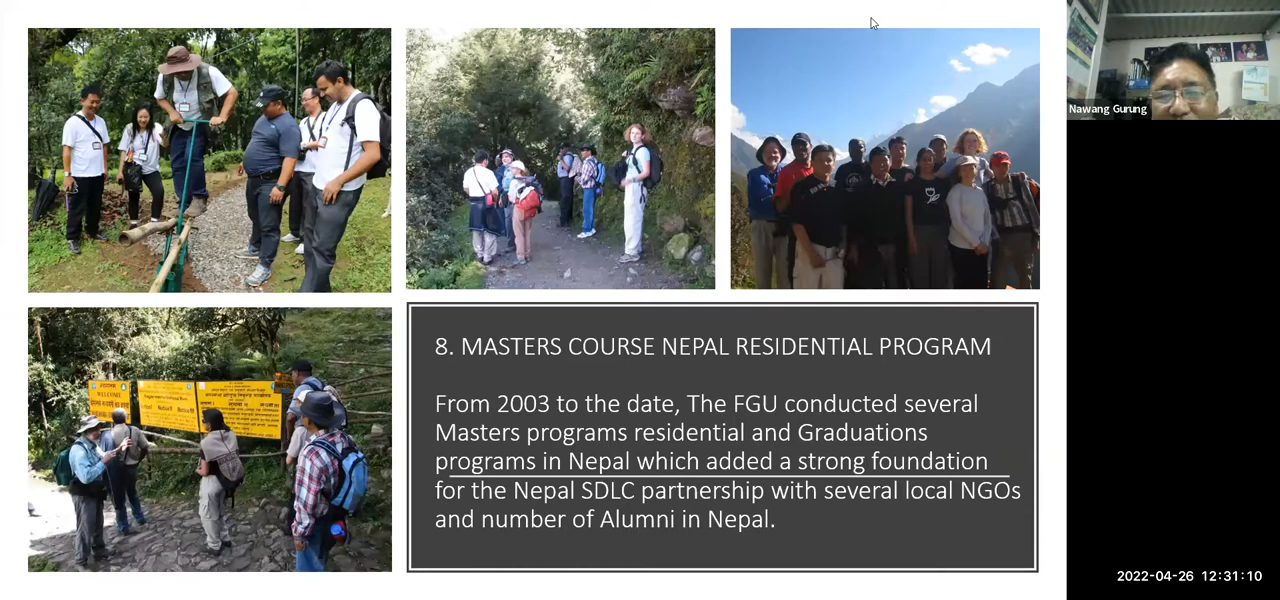 Nawang Gurung
WELCOME
8. MASTERS COURSE NEPAL RESIDENTIAL PROGRAM
From 2003 to the date, The FGU conducted several
Masters programs residential and Graduations
programs in Nepal which added a strong foundation
for the Nepal SDLC partnership with several local NGOs
and number of Alumni in Nepal.
2022-04-26 12:31:10